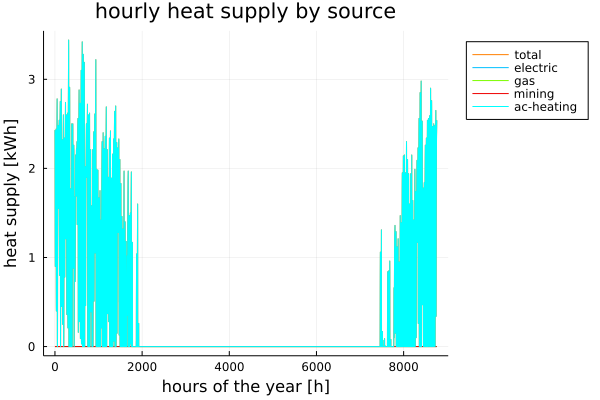 hourly heat supply by source
heat supply [kWh]
3
2
1
0
0 2000 4000 6000 8000
hours of the year [h]
total
electric
gas
mining
ac-heating